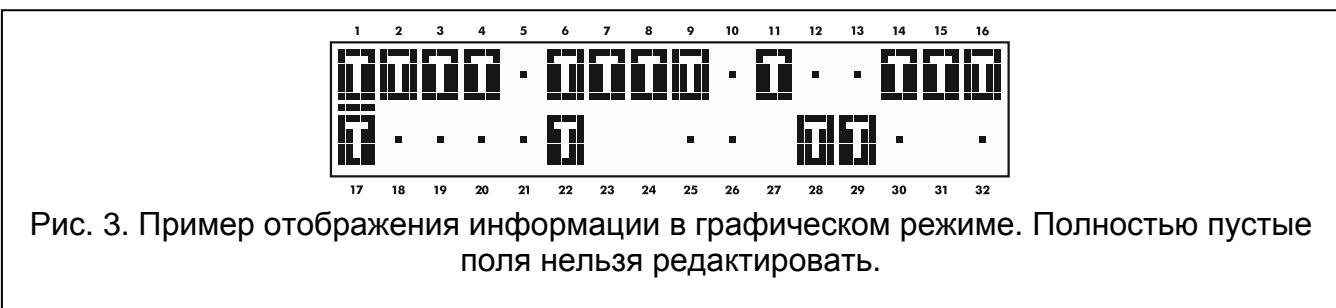 1 2 3 4 5 6 7 8 9 10 11 12 13 14 15 16
T T T T . T T T T . T . . T T T
T . . . . T . . T T . .
17 18 19 20 21 22 23 24 25 26 27 28 29 30 31 32
Рис. 3. Пример отображения информации в графическом режиме. Полностью пустые
поля нельзя редактировать.